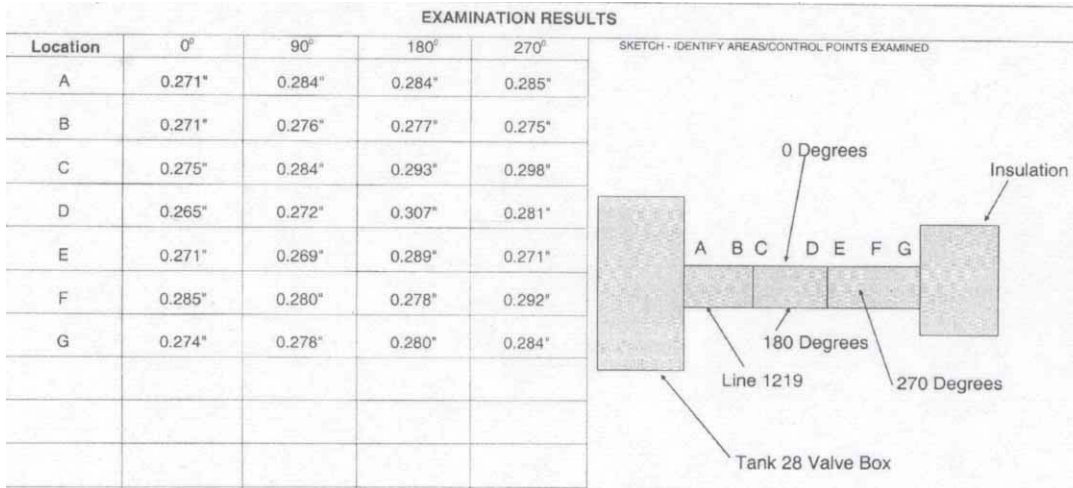 EXAMINATION RESULTS
Location 0° 90° 180° 270°
A 0.271" 0.284" 0.284" 0.285"
B 0.271" 0.276" 0.277" 0.275"
C 0.275" 0.284" 0.293" 0.298"
D 0.265" 0.272" 0.307" 0.281"
E 0.271" 0.269" 0.289" 0.271"
F 0.285" 0.280" 0.278" 0.292"
G 0.274" 0.278" 0.280" 0.284"
SKETCH - IDENTIFY AREAS/CONTROL POINTS EXAMINED
0 Degrees
Insulation
A B C D E F G
180 Degrees
Line 1219
270 Degrees
Tank 28 Valve Box